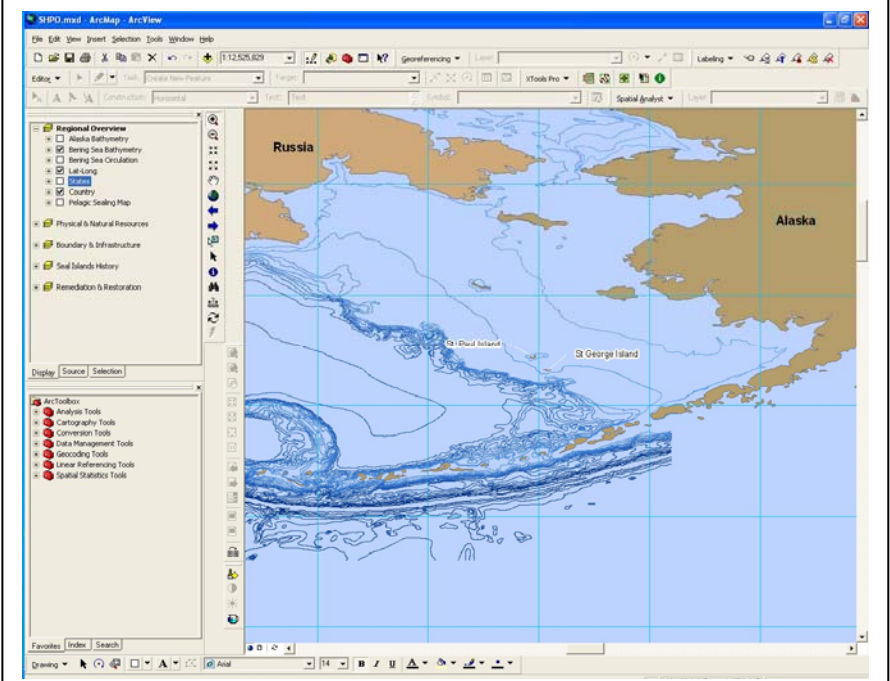 SHPO.mxd - ArcMap - ArcView
File Edit View Insert Selection Tools Window Help
1:12,525,829 Georeferencing Layer: Labeling
Editor Task: Create New Feature Target: XTools Pro
Construction: Horizontal Text: Text Symbol: Spatial Analyst Layer:
Regional Overview
Alaska Bathymetry
Bering Sea Bathymetry
Bering Sea Circulation
Lat-Long
States
Country
Pelagic Sealing Map
Physical & Natural Resources
Boundary & Infrastructure
Seal Islands History
Remediation & Restoration
Display Source Selection
ArcToolbox
Analysis Tools
Cartography Tools
Conversion Tools
Data Management Tools
Geocoding Tools
Linear Referencing Tools
Spatial Statistics Tools
Favorites Index Search
Russia
Alaska
St. Paul Island
St George Island
Drawing A Arial 14 B I U A